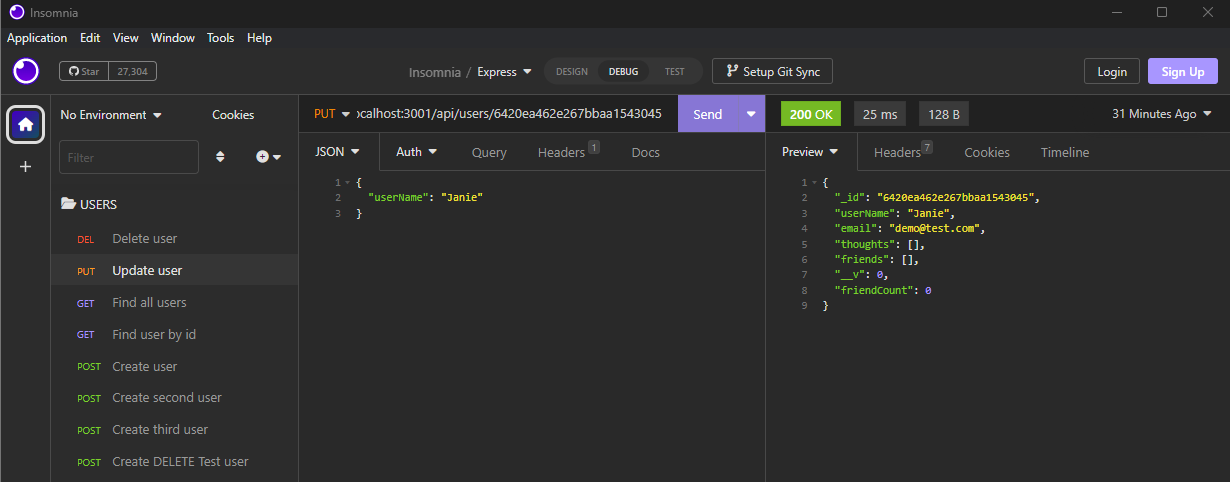 Insomnia
Application Edit View Window Tools Help
Star 27,304 Insomnia / Express DESIGN DEBUG TEST Setup Git Sync Login Sign Up
No Environment Cookies
Filter
USERS
DEL Delete user
PUT Update user
GET Find all users
GET Find user by id
POST Create user
POST Create second user
POST Create third user
POST Create DELETE Test user
PUT ocalhost:3001/api/users/6420ea462e267bbaa1543045 Send
JSON Auth Query Headers 1 Docs
1 {
2 "userName": "Janie"
3 }
200 OK 25 ms 128 B 31 Minutes Ago
Preview Headers 7 Cookies Timeline
1 {
2 "_id": "6420ea462e267bbaa1543045",
3 "userName": "Janie",
4 "email": "demo@test.com",
5 "thoughts": [],
6 "friends": [],
7 "__v": 0,
8 "friendCount": 0
9 }